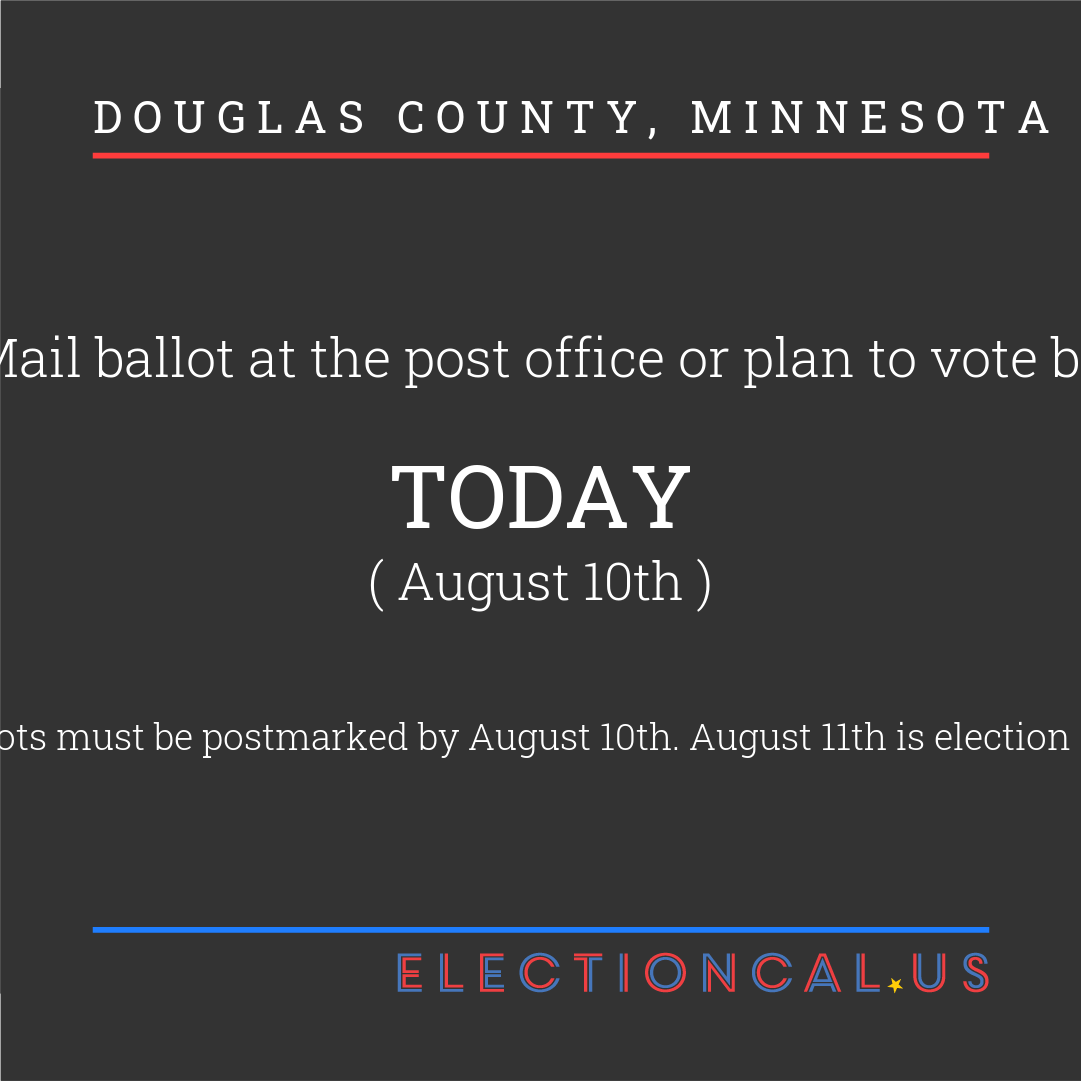 DOUGLAS COUNTY, MINNESOTA
Mail ballot at the post office or plan to vote b
TODAY
( August 10th )
ots must be postmarked by August 10th. August 11th is election
ELECTIONCAL.US